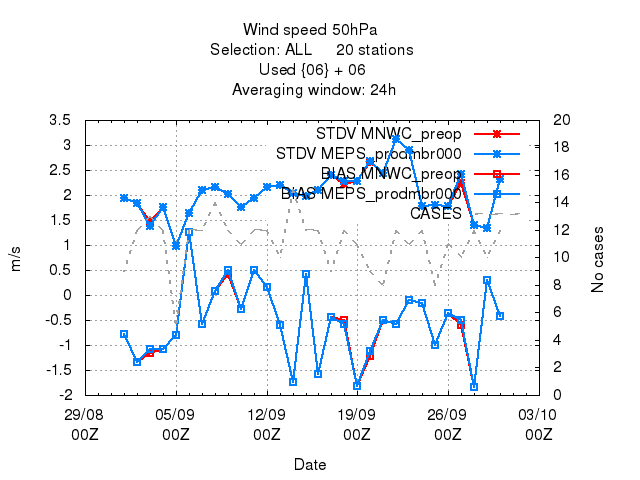 Wind speed 50hPa
Selection: ALL 20 stations
Used {06} + 06
Averaging window: 24h
3.5
3
2.5
2
1.5
1
0.5
0
-0.5
-1
-1.5
-2
m/s
20
18
16
14
12
10
8
6
4
2
0
No cases
STDV MNWC_preop
STDV MEPS_prodmbr000
BIAS MNWC_preop
BIAS MEPS_prodmbr000
CASES
29/08 05/09 12/09 19/09 26/09 03/10
00Z 00Z 00Z 00Z 00Z 00Z
Date